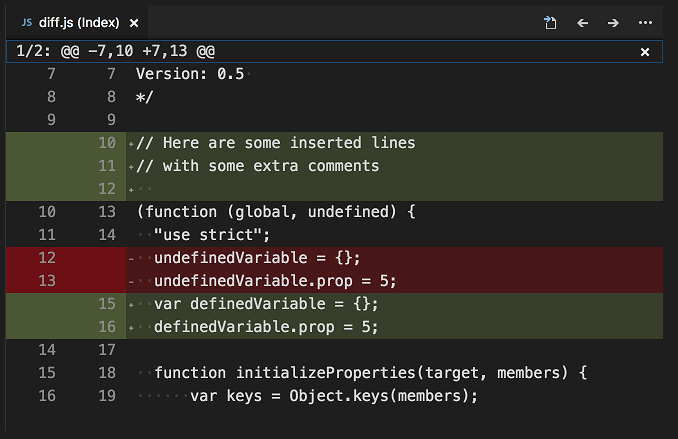 JS diff.js (Index) ×
1/2: @@ -7,10 +7,13 @@ ×
7 7 Version: 0.5
8 8 */
9 9
10 +// Here are some inserted lines
11 +// with some extra comments
12 +
10 13 (function (global, undefined) {
11 14 "use strict";
12 - undefinedVariable = {};
13 - undefinedVariable.prop = 5;
15 + var definedVariable = {};
16 + definedVariable.prop = 5;
14 17
15 18 function initializeProperties(target, members) {
16 19 var keys = Object.keys(members);